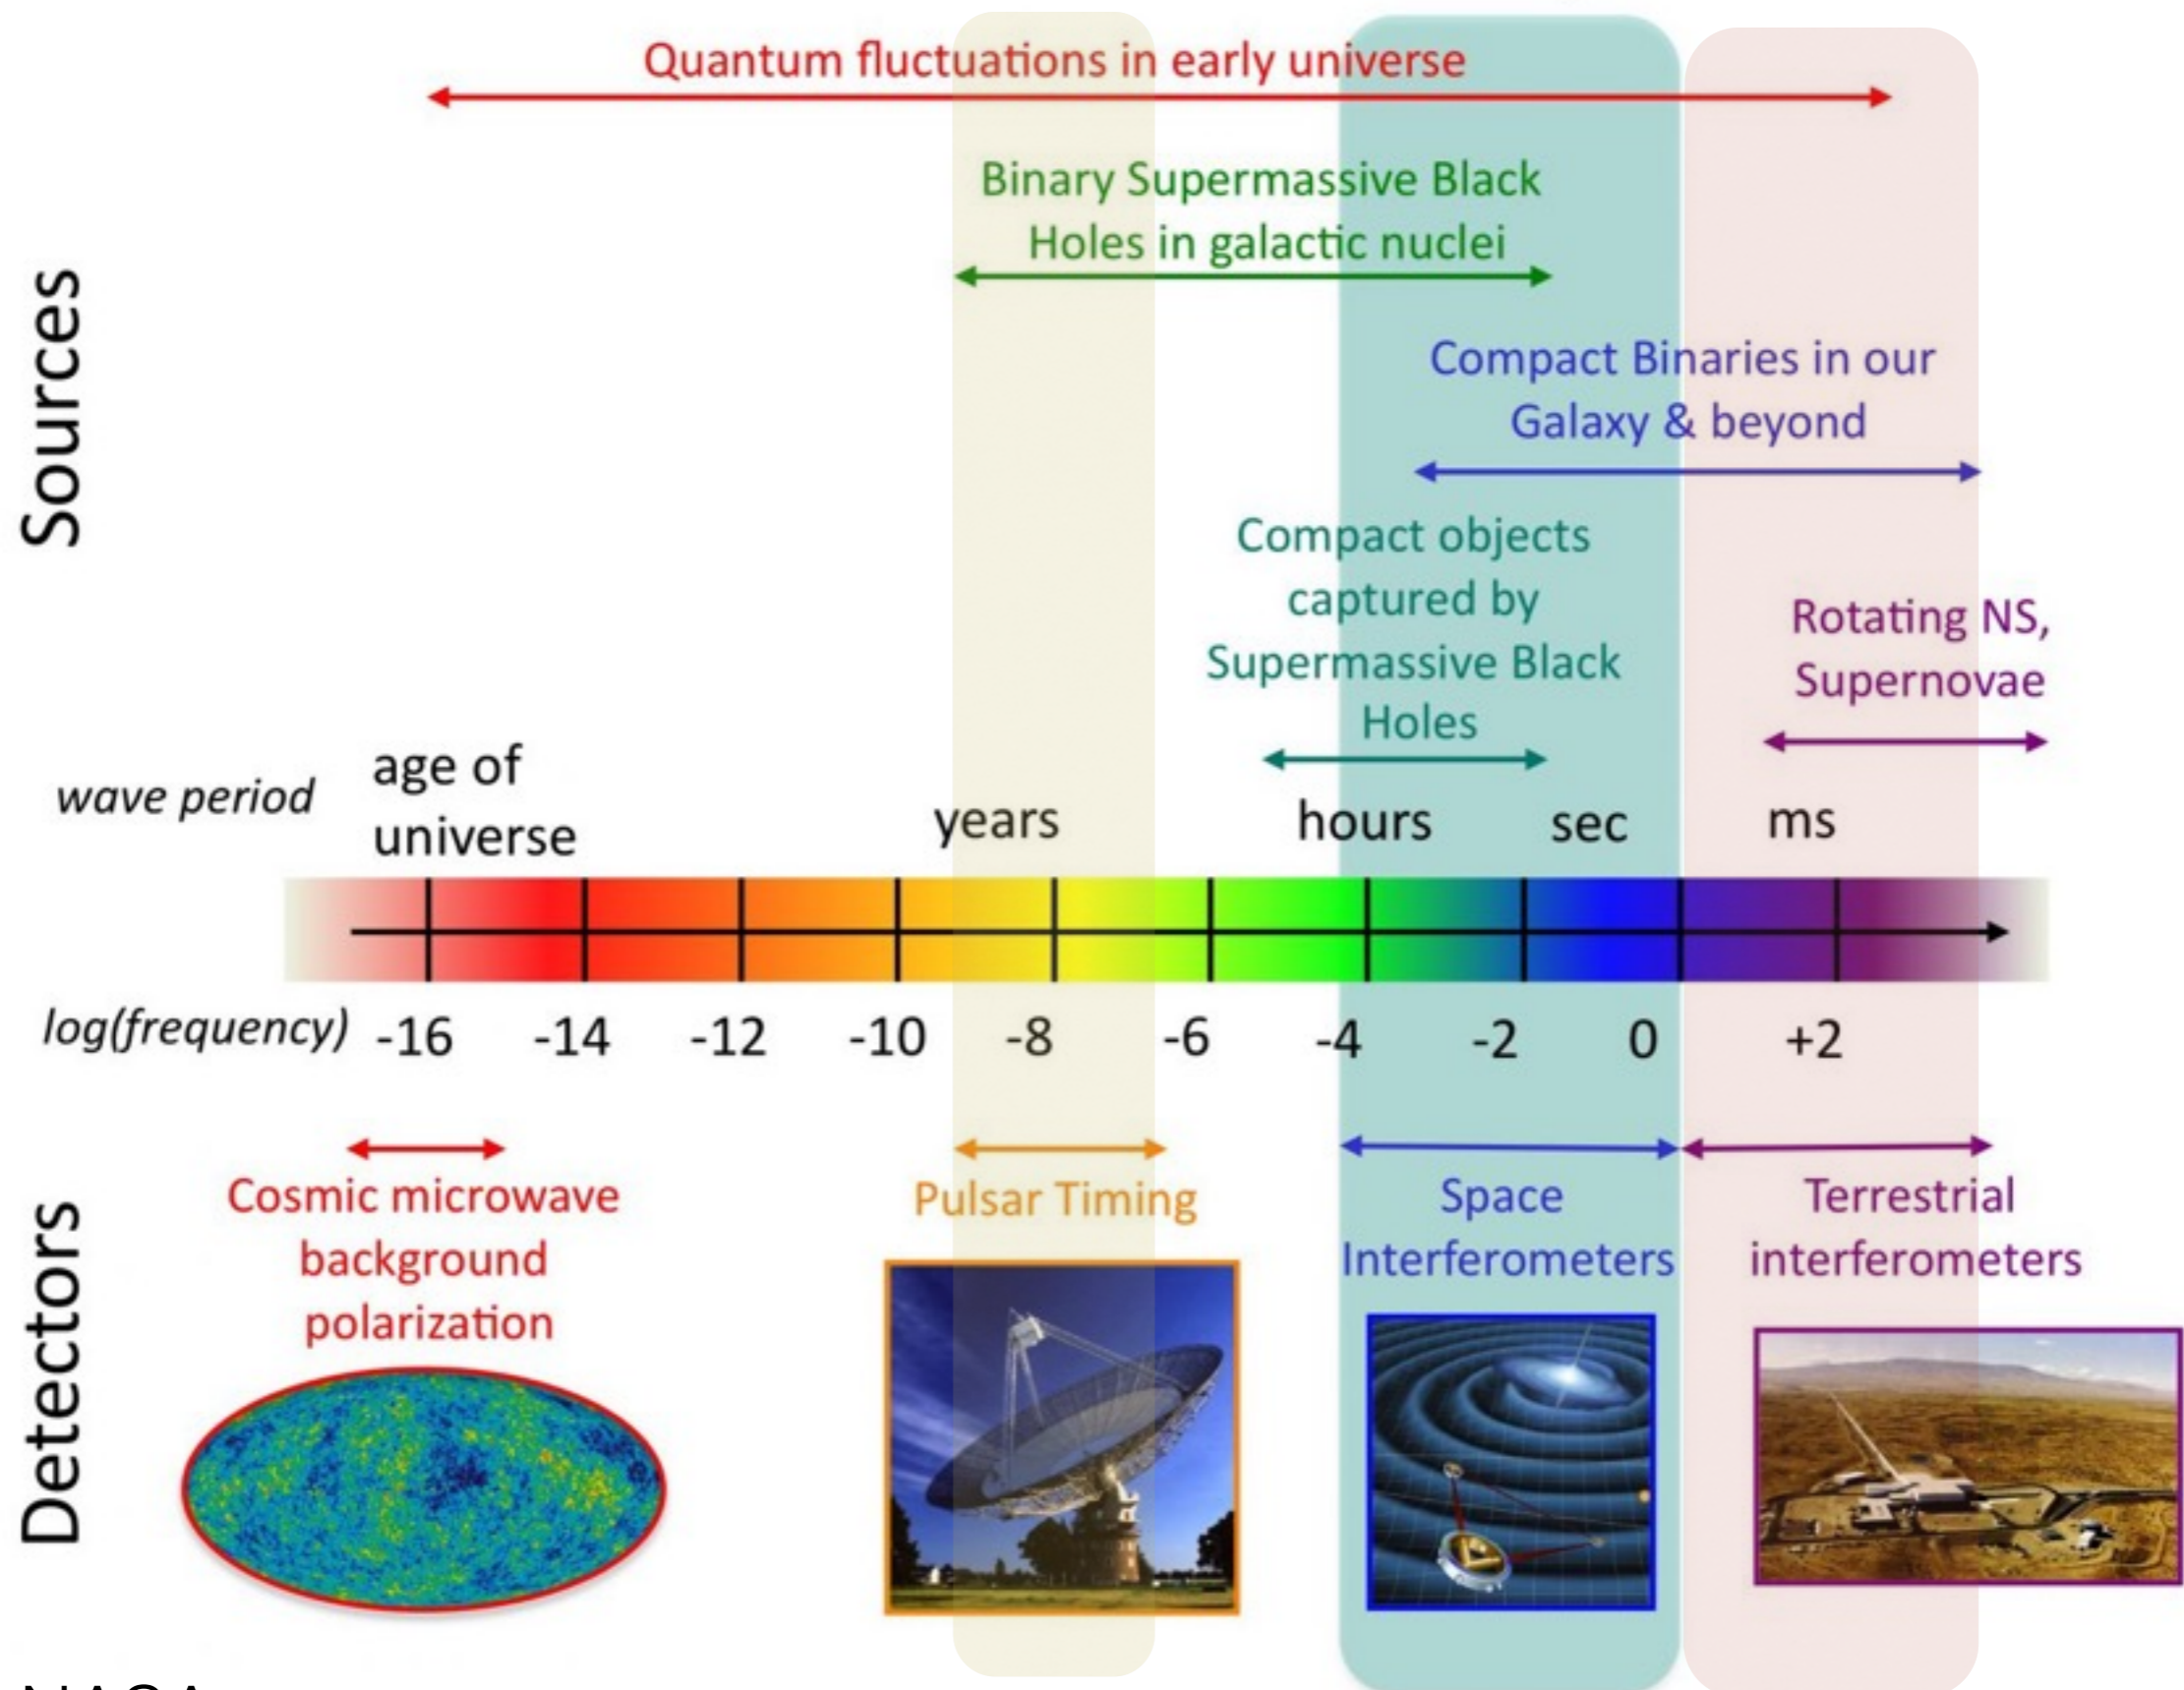 Quantum fluctuations in early universe
Binary Supermassive Black
Holes in galactic nuclei
Compact Binaries in our
Galaxy & beyond
Compact objects
captured by
Supermassive Black
Holes
Rotating NS,
Supernovae
Sources
wave period
age of
universe
years
hours
sec
ms
log(frequency)
-16
-14
-12
-10
-8
-6
-4
-2
0
+2
Detectors
Cosmic microwave
background
polarization
Pulsar Timing
Space
Interferometers
Terrestrial
interferometers